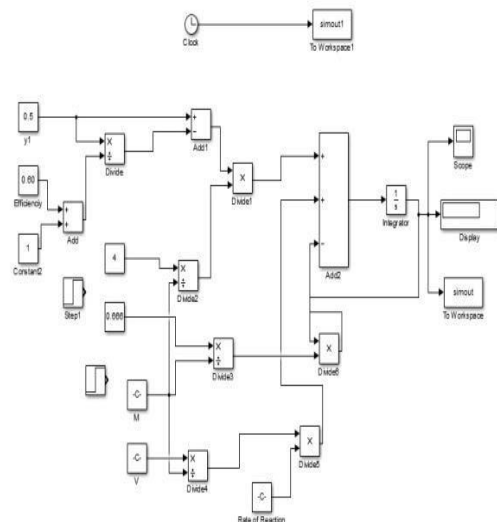 simout1
Clock
To Workspace1
0.5
y1
Divide
Add1
0.60
Efficiency
Add
1
Constant2
Divide1
Add2
1
s
Integrator
Scope
Display
simout
To Workspace
4
Divide2
Step1
0.666
Divide3
Divide6
-C-
M
-C-
V
Divide4
Divide5
-C-
Rate of Reaction